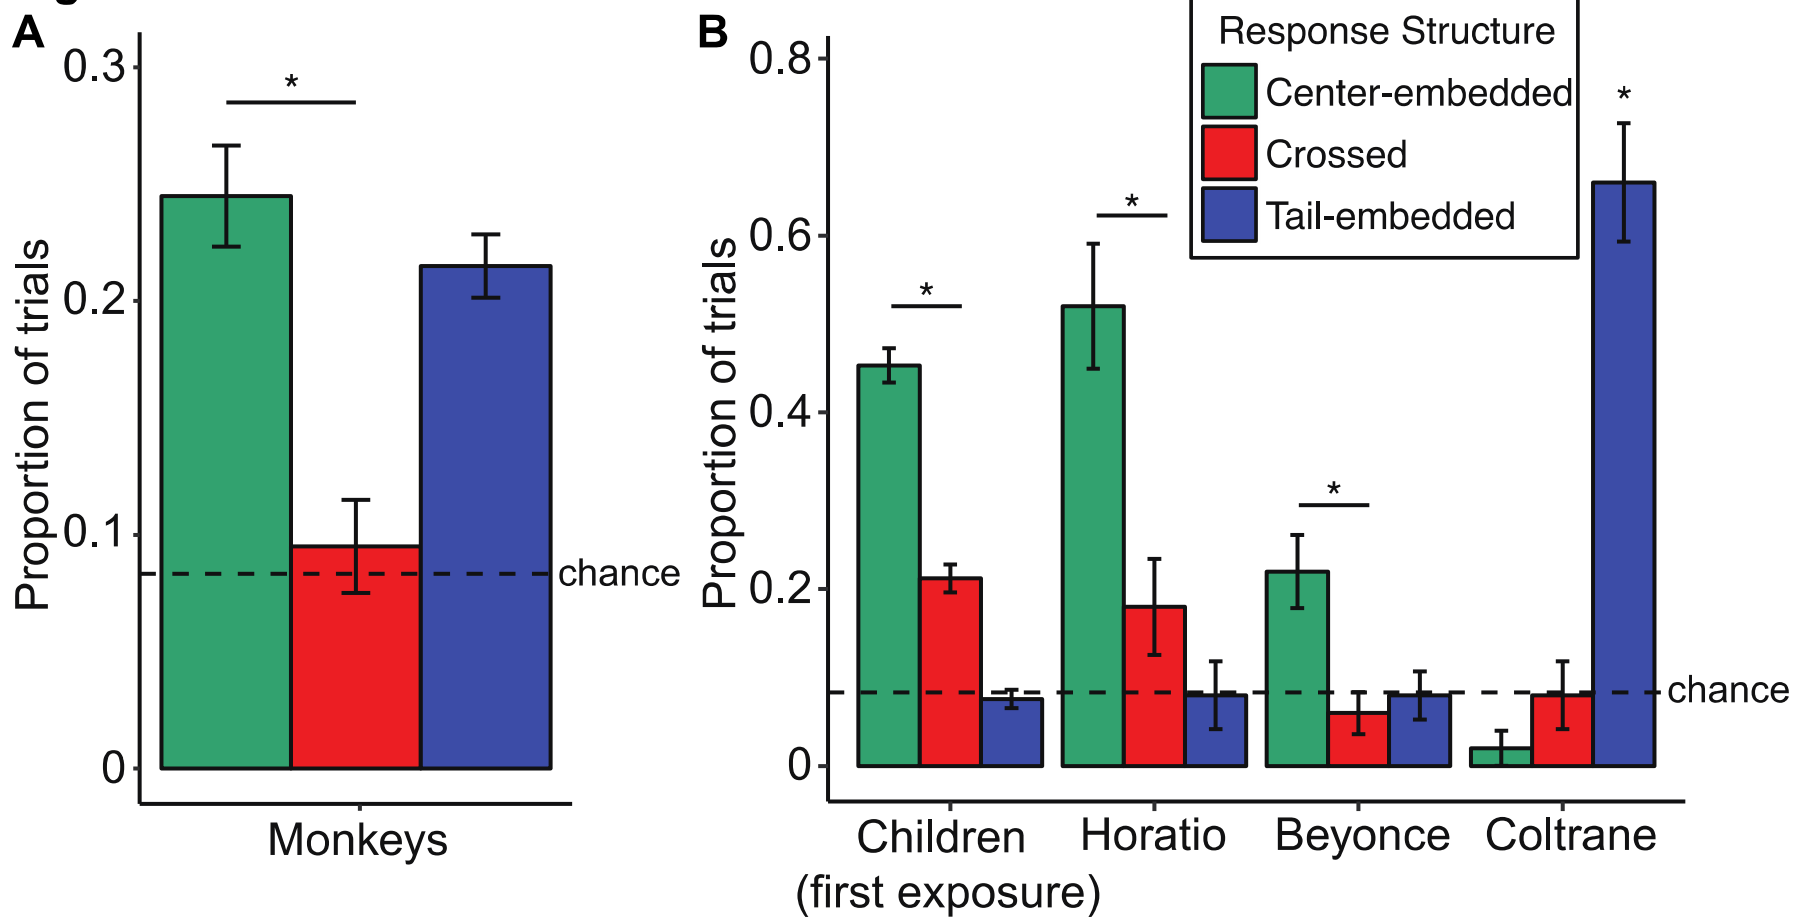 A
0.3
0.2
0.1
0
Proportion of trials
*
chance
Monkeys
B
0.8
0.6
0.4
0.2
0
Proportion of trials
Response Structure
Center-embedded
Crossed
Tail-embedded
*
*
*
*
chance
Children
(first exposure)
Horatio
Beyonce
Coltrane